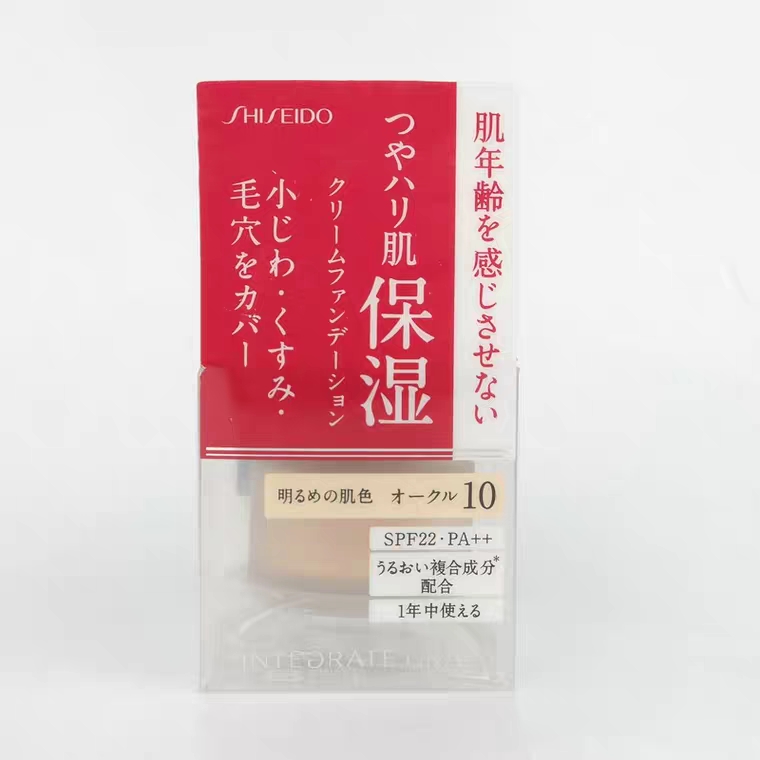 SHISEIDO
肌年齢を感じさせない
つやハリ肌
保湿
クリームファンデーション
小じわ・くすみ・
毛穴をカバー
明るめの肌色 オークル10
SPF22・PA++
うるおい複合成分*
配合
1年中使える
INTEGRATE